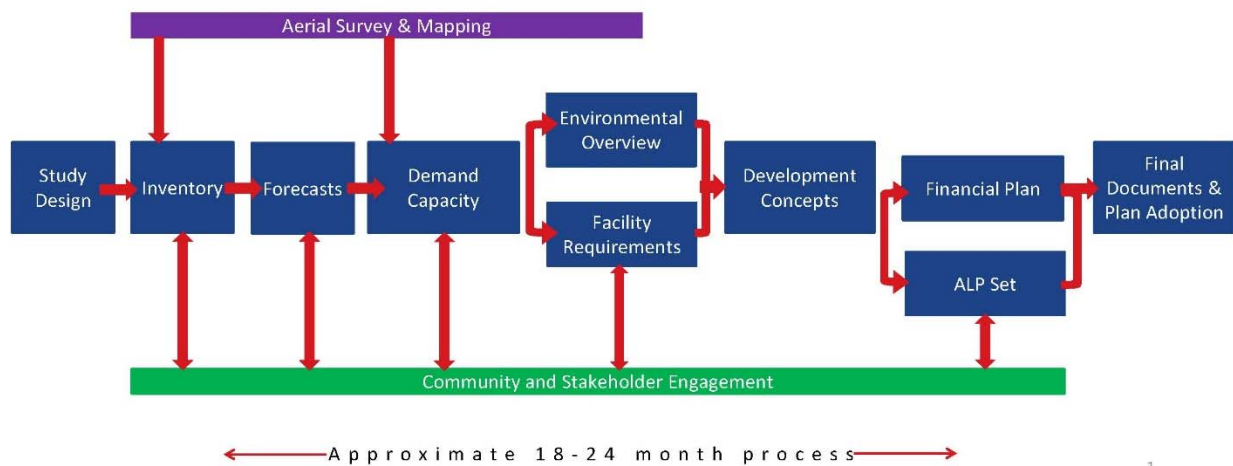 Aerial Survey & Mapping
Study
Design
Inventory
Forecasts
Demand
Capacity
Environmental
Overview
Facility
Requirements
Development
Concepts
Financial Plan
ALP Set
Final
Documents &
Plan Adoption
Community and Stakeholder Engagement
Approximate 18-24 month process
1